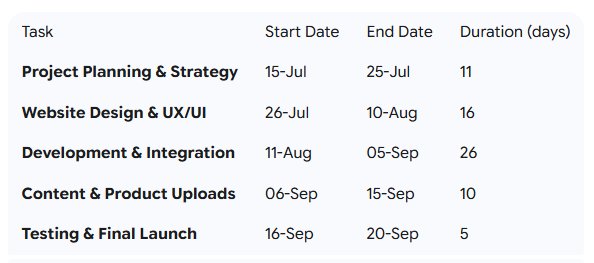 Task Start Date End Date Duration (days)
Project Planning & Strategy 15-Jul 25-Jul 11
Website Design & UX/UI 26-Jul 10-Aug 16
Development & Integration 11-Aug 05-Sep 26
Content & Product Uploads 06-Sep 15-Sep 10
Testing & Final Launch 16-Sep 20-Sep 5